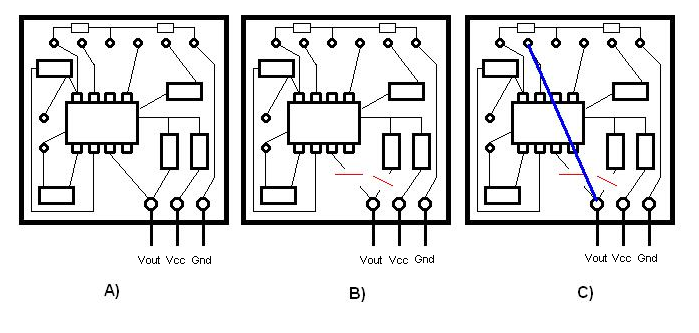 Vout Vcc Gnd
Vout Vcc Gnd
Vout Vcc Gnd
A)
B)
C)